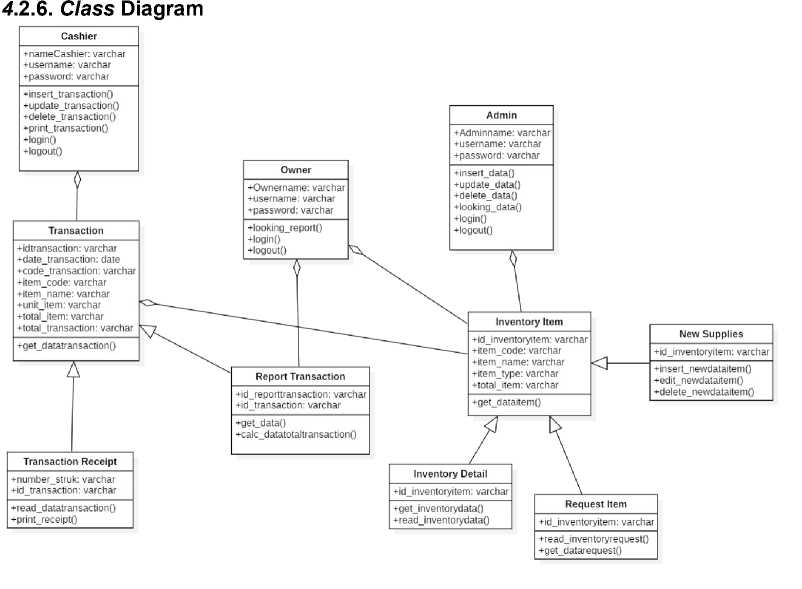 4.2.6. Class Diagram
Cashier
+nameCashier: varchar
+username: varchar
+password: varchar
+insert_transaction()
+update_transaction()
+delete_transaction()
+print_transaction()
+login()
+logout()
Admin
+Adminname: varchar
+username: varchar
+password: varchar
+insert_data()
+update_data()
+delete_data()
+looking_data()
+login()
+logout()
Owner
+Ownername: varchar
+username: varchar
+password: varchar
+looking_report()
+login()
+logout()
Transaction
+idtransaction: varchar
+date_transaction: date
+code_transaction: varchar
+item_code: varchar
+item_name: varchar
+unit_item: varchar
+total_item: varchar
+total_transaction: varchar
+get_datatransaction()
Inventory Item
+id_inventoryitem: varchar
+item_code: varchar
+item_name: varchar
+item_type: varchar
+total_item: varchar
+get_dataitem()
New Supplies
+id_inventoryitem: varchar
+insert_newdataitem()
+edit_newdataitem()
+delete_newdataitem()
Report Transaction
+id_reporttransaction: varchar
+id_transaction: varchar
+get_data()
+calc_datatotaltransaction()
Transaction Receipt
+number_struk: varchar
+id_transaction: varchar
+read_datatransaction()
+print_receipt()
Inventory Detail
+id_inventoryitem: varchar
+get_inventorydata()
+read_inventorydata()
Request Item
+id_inventoryitem: varchar
+read_inventoryrequest()
+get_datarequest()